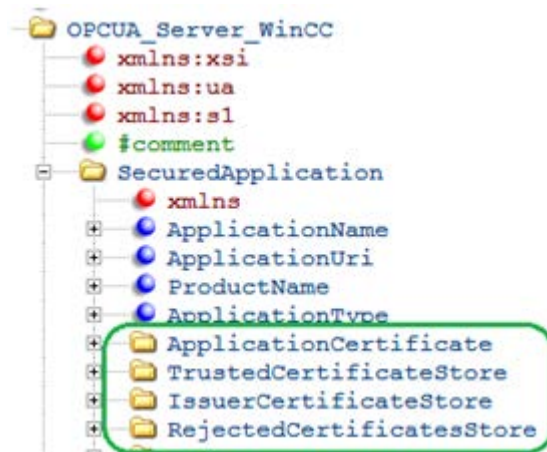 OPCUA_Server_WinCC
xmlns:xsi
xmlns:ua
xmlns:s1
#comment
SecuredApplication
xmlns
ApplicationName
ApplicationUri
ProductName
ApplicationType
ApplicationCertificate
TrustedCertificateStore
IssuerCertificateStore
RejectedCertificatesStore